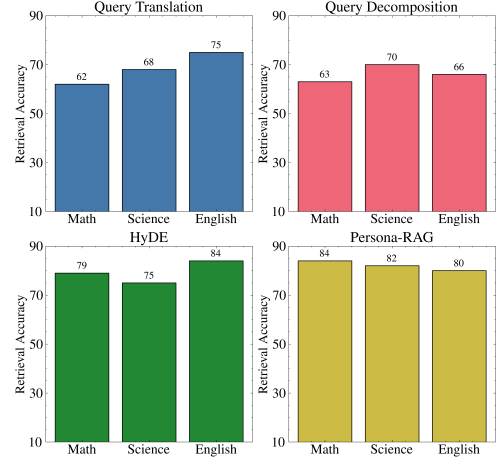 Query Translation
Retrieval Accuracy
90
70
50
30
10
62
68
75
Math Science English
Query Decomposition
Retrieval Accuracy
90
70
50
30
10
63
70
66
Math Science English
HyDE
Retrieval Accuracy
90
70
50
30
10
79
75
84
Math Science English
Persona-RAG
Retrieval Accuracy
90
70
50
30
10
84
82
80
Math Science English